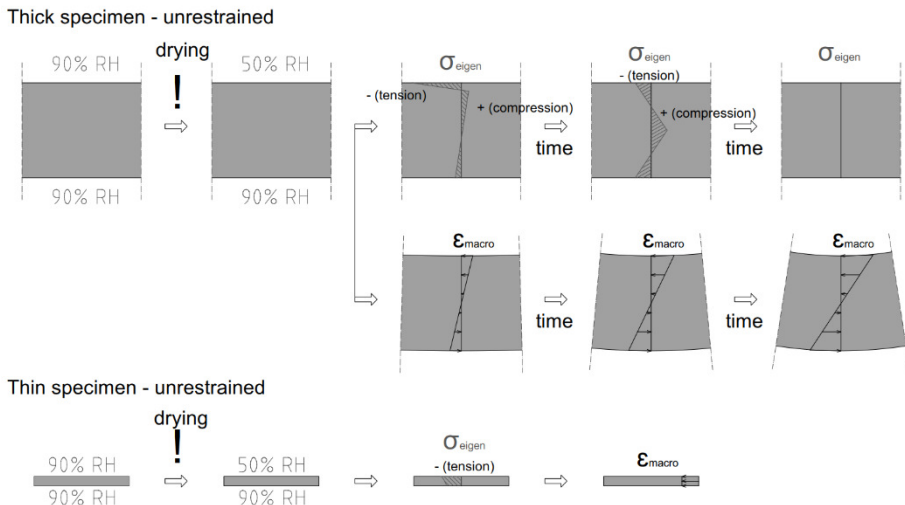 Thick specimen - unrestrained
90% RH
drying
!
50% RH
90% RH
90% RH
σeigen
- (tension)
+ (compression)
time
σeigen
- (tension)
+ (compression)
time
σeigen
εmacro
time
εmacro
time
εmacro
Thin specimen - unrestrained
drying
!
90% RH
90% RH
50% RH
90% RH
σeigen
- (tension)
εmacro